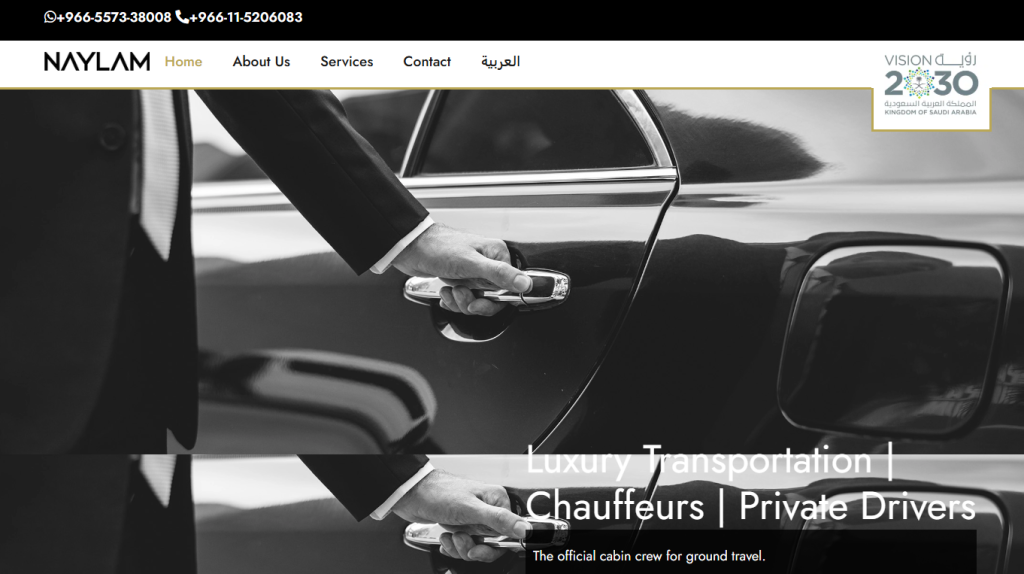 +966-5573-38008 +966-11-5206083
NAYLAM Home About Us Services Contact العربية
VISION رؤيــة
2030
المملكة العربية السعودية
KINGDOM OF SAUDI ARABIA
Luxury Transportation |
Chauffeurs | Private Drivers
The official cabin crew for ground travel.